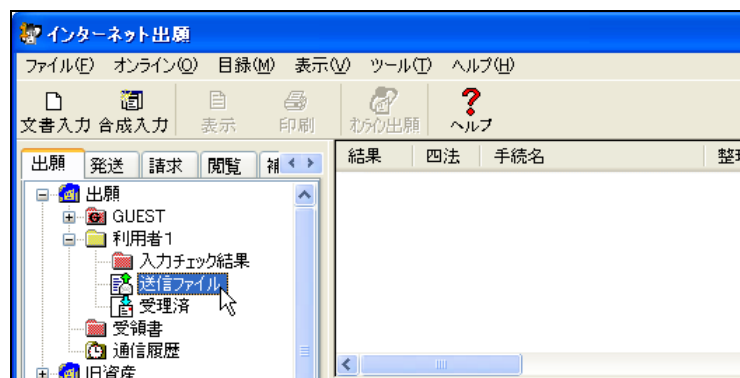 インターネット出願
ファイル(F) オンライン(O) 目録(M) 表示(V) ツール(T) ヘルプ(H)
文書入力 合成入力 表示 印刷 オンライン出願 ヘルプ
出願 発送 請求 閲覧 補
結果 四法 手続名 整理
出願
GUEST
利用者1
入力チェック結果
送信ファイル
受理済
受領書
通信履歴
旧資産